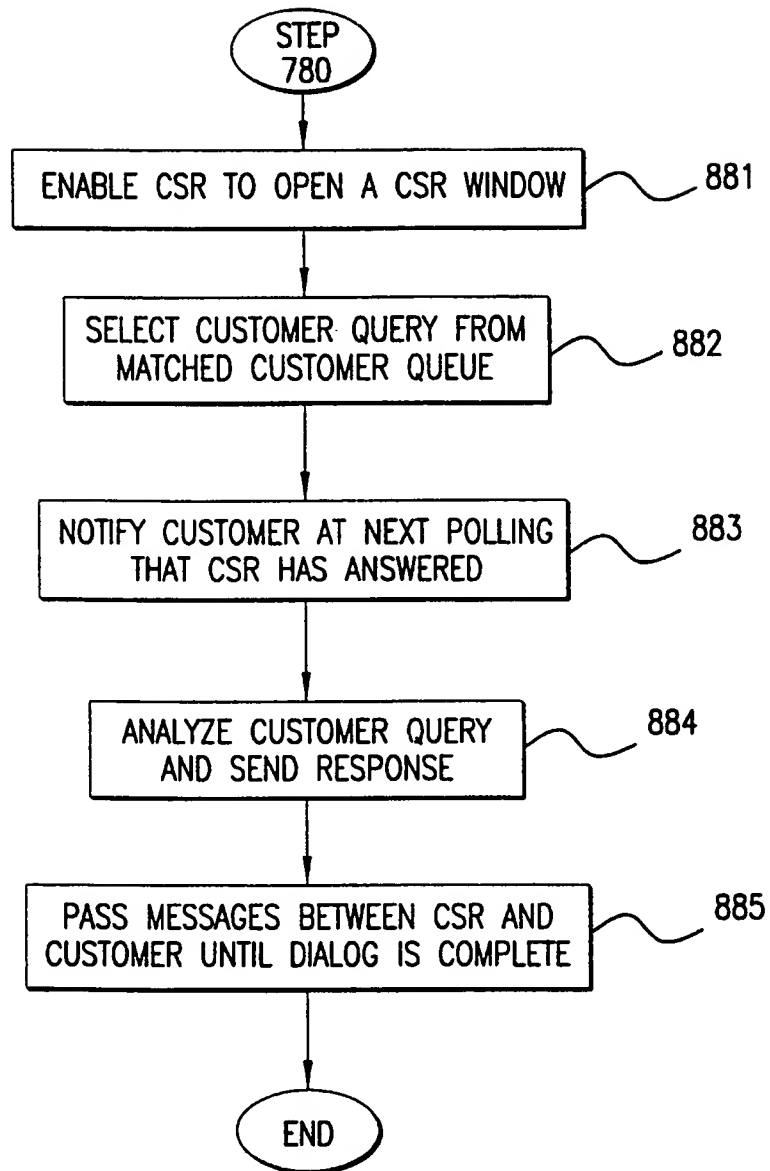 STEP
780
ENABLE CSR TO OPEN A CSR WINDOW
881
SELECT CUSTOMER QUERY FROM
MATCHED CUSTOMER QUEUE
882
NOTIFY CUSTOMER AT NEXT POLLING
THAT CSR HAS ANSWERED
883
ANALYZE CUSTOMER QUERY
AND SEND RESPONSE
884
PASS MESSAGES BETWEEN CSR AND
CUSTOMER UNTIL DIALOG IS COMPLETE
885
END